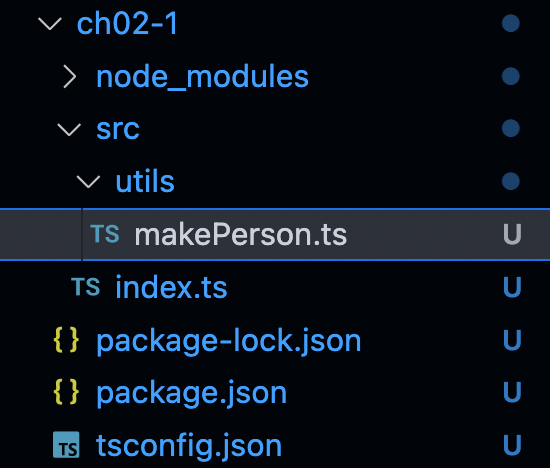 ch02-1
node_modules
src
utils
TS makePerson.ts U
TS index.ts U
{} package-lock.json U
{} package.json U
TS tsconfig.json U